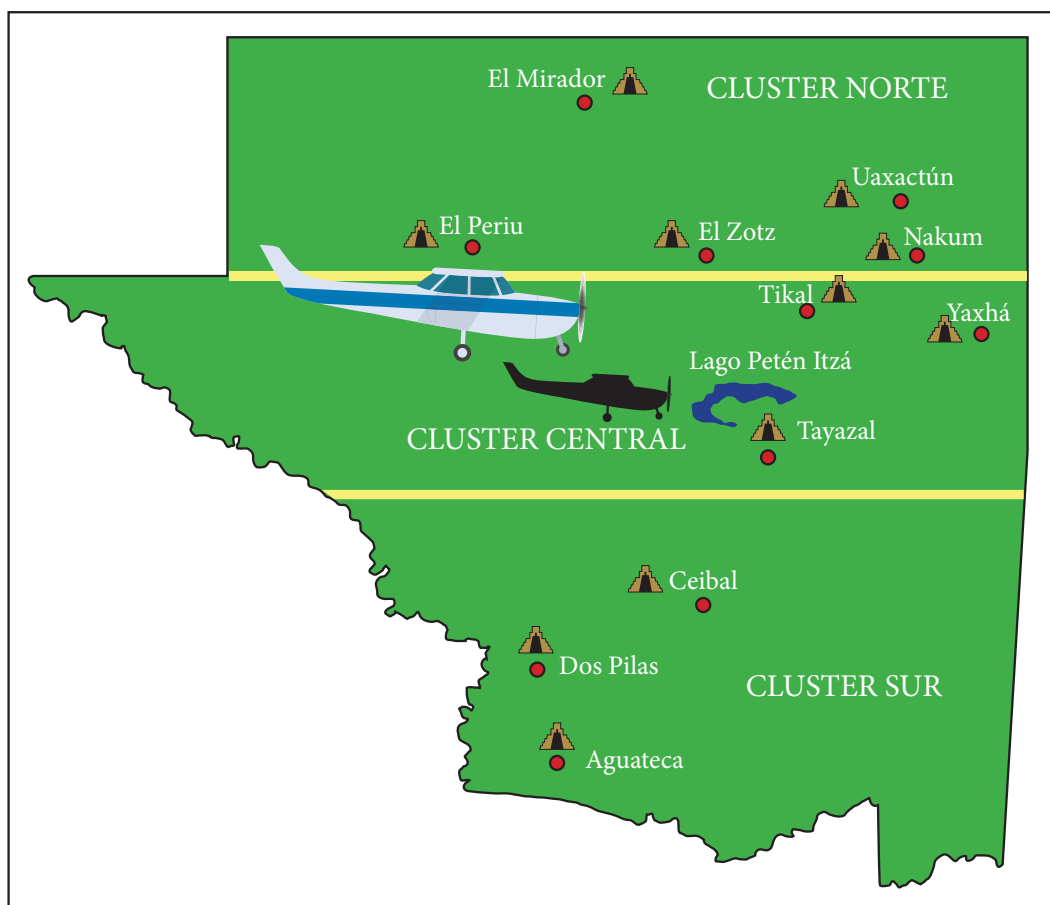 El Mirador
CLUSTER NORTE
Uaxactún
El Periu
El Zotz
Nakum
Tikal
Yaxhá
Lago Petén Itzá
CLUSTER CENTRAL
Tayazal
Ceibal
Dos Pilas
CLUSTER SUR
Aguateca